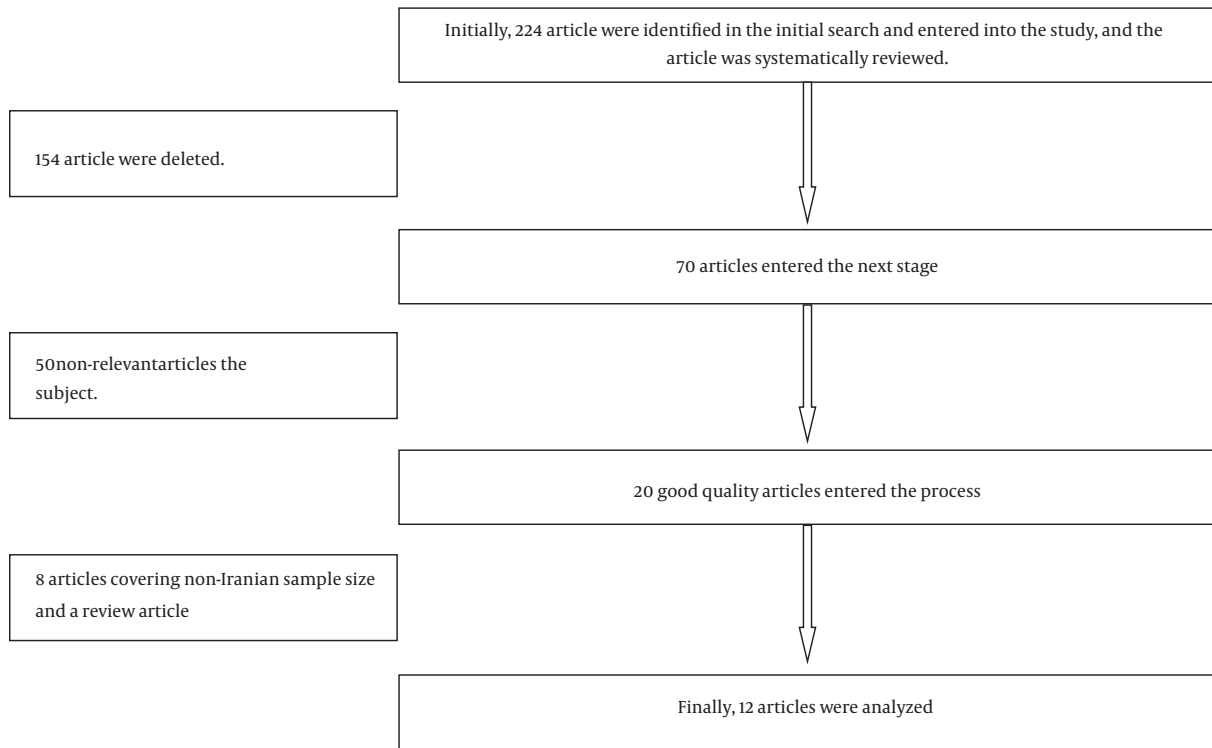 Initially, 224 article were identified in the initial search and entered into the study, and the
article was systematically reviewed.
154 article were deleted.
70 articles entered the next stage
50non-relevantarticles the
subject.
20 good quality articles entered the process
8 articles covering non-Iranian sample size
and a review article
Finally, 12 articles were analyzed